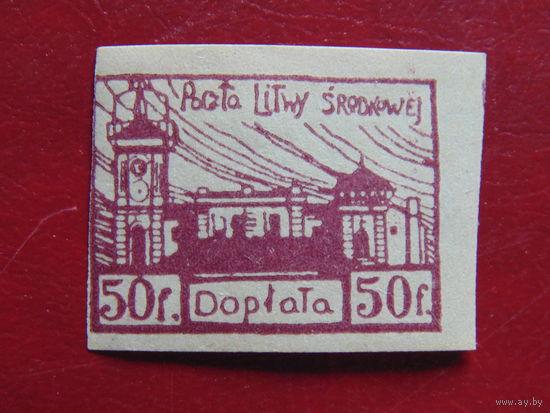 Poczta Litwy Środkowej
50 f. Dopłata 50 f.
www.ay.by